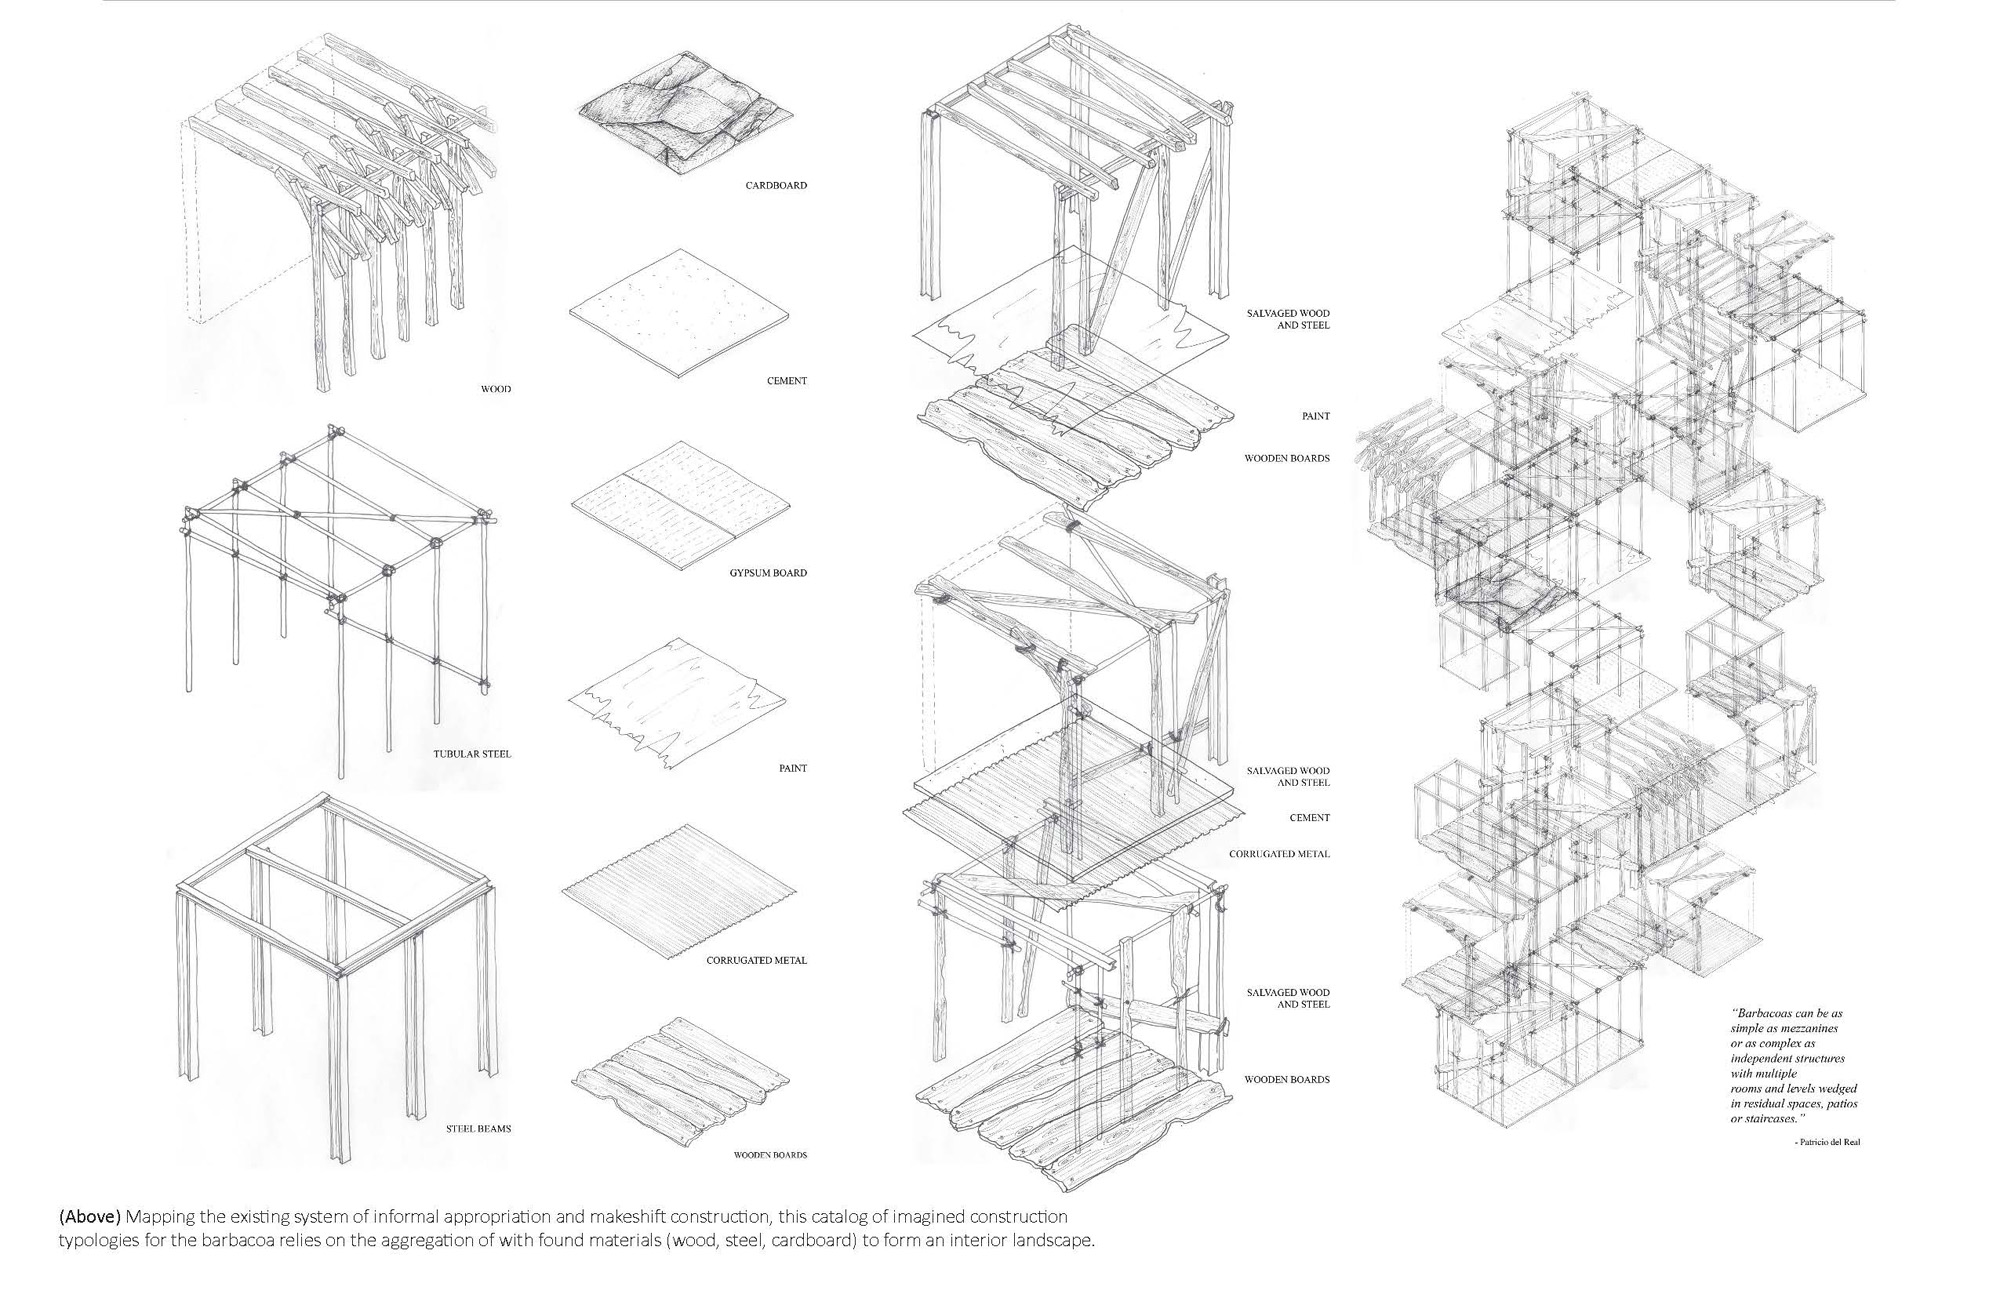 WOOD
TUBULAR STEEL
STEEL BEAMS
CARDBOARD
CEMENT
GYPSUM BOARD
PAINT
CORRUGATED METAL
WOODEN BOARDS
SALVAGED WOOD
AND STEEL
PAINT
WOODEN BOARDS
SALVAGED WOOD
AND STEEL
CEMENT
CORRUGATED METAL
SALVAGED WOOD
AND STEEL
WOODEN BOARDS
“Barbacoas can be as
simple as mezzanines
or as complex as
independent structures
with multiple
rooms and levels wedged
in residual spaces, patios
or staircases.”
- Patricio del Real
(Above) Mapping the existing system of informal appropriation and makeshift construction, this catalog of imagined construction
typologies for the barbacoa relies on the aggregation of with found materials (wood, steel, cardboard) to form an interior landscape.